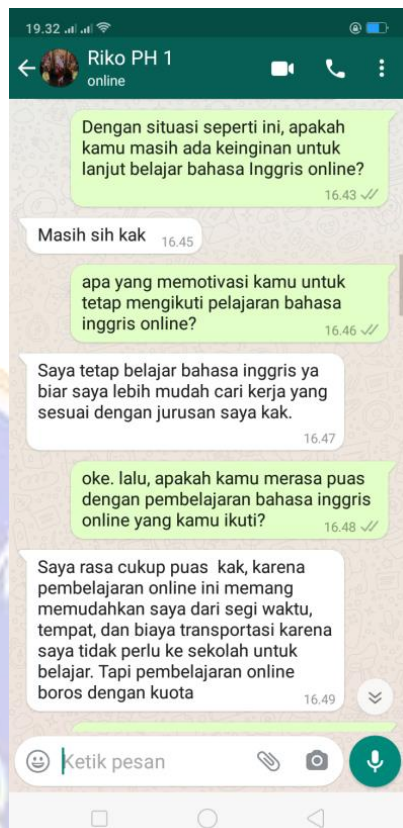 19.32
Riko PH 1
online
Dengan situasi seperti ini, apakah
kamu masih ada keinginan untuk
lanjut belajar bahasa Inggris online?
16.43
Masih sih kak 16.45
apa yang memotivasi kamu untuk
tetap mengikuti pelajaran bahasa
inggris online?
16.46
Saya tetap belajar bahasa inggris ya
biar saya lebih mudah cari kerja yang
sesuai dengan jurusan saya kak.
16.47
oke. lalu, apakah kamu merasa puas
dengan pembelajaran bahasa inggris
online yang kamu ikuti? 16.48
Saya rasa cukup puas kak, karena
pembelajaran online ini memang
memudahkan saya dari segi waktu,
tempat, dan biaya transportasi karena
saya tidak perlu ke sekolah untuk
belajar. Tapi pembelajaran online
boros dengan kuota 16.49
Ketik pesan